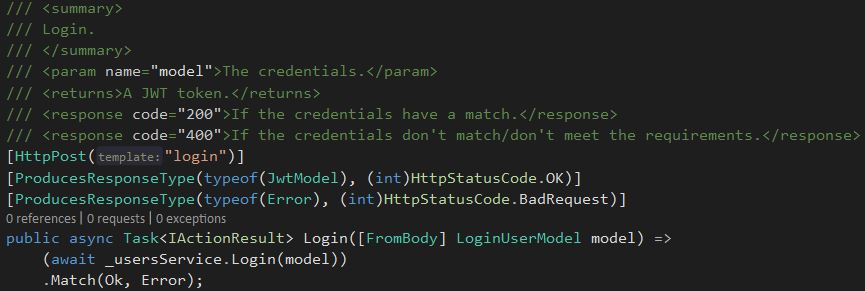 /// <summary>
/// Login.
/// </summary>
/// <param name="model">The credentials.</param>
/// <returns>A JWT token.</returns>
/// <response code="200">If the credentials have a match.</response>
/// <response code="400">If the credentials don't match/don't meet the requirements.</response>
[HttpPost(template:"login")]
[ProducesResponseType(typeof(JwtModel), (int)HttpStatusCode.OK)]
[ProducesResponseType(typeof(Error), (int)HttpStatusCode.BadRequest)]
0 references | 0 requests | 0 exceptions
public async Task<IActionResult> Login([FromBody] LoginUserModel model) =>
    (await _usersService.Login(model))
    .Match(Ok, Error);